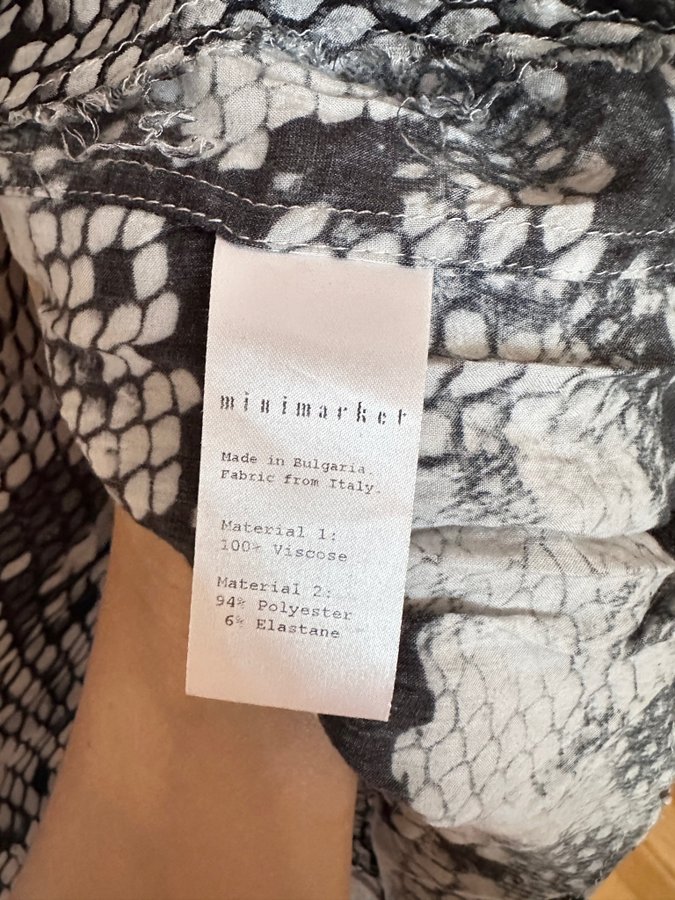 minimarket
Made in Bulgaria.
Fabric from Italy.
Material 1:
100% Viscose
Material 2:
94% Polyester
6% Elastane